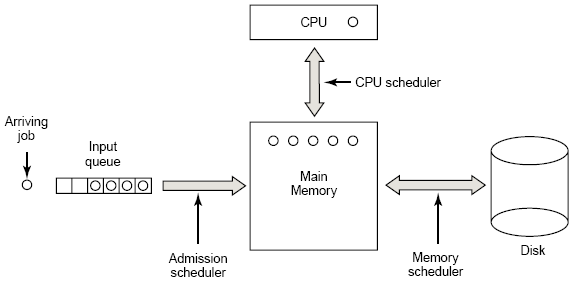 CPU
CPU scheduler
Arriving
job
Input
queue
Main
Memory
Admission
scheduler
Memory
scheduler
Disk